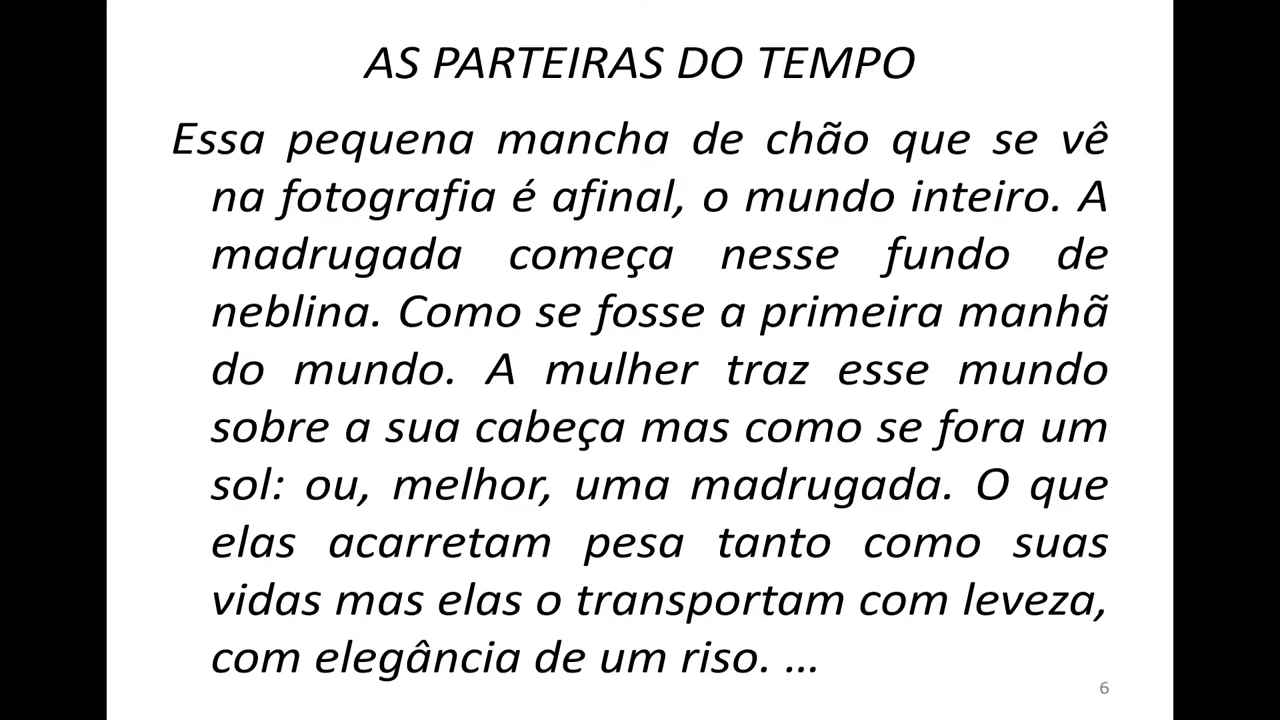 AS PARTEIRAS DO TEMPO
Essa pequena mancha de chão que se vê
na fotografia é afinal, o mundo inteiro. A
madrugada começa nesse fundo de
neblina. Como se fosse a primeira manhã
do mundo. A mulher traz esse mundo
sobre a sua cabeça mas como se fora um
sol: ou, melhor, uma madrugada. O que
elas acarretam pesa tanto como suas
vidas mas elas o transportam com leveza,
com elegância de um riso. ...
6